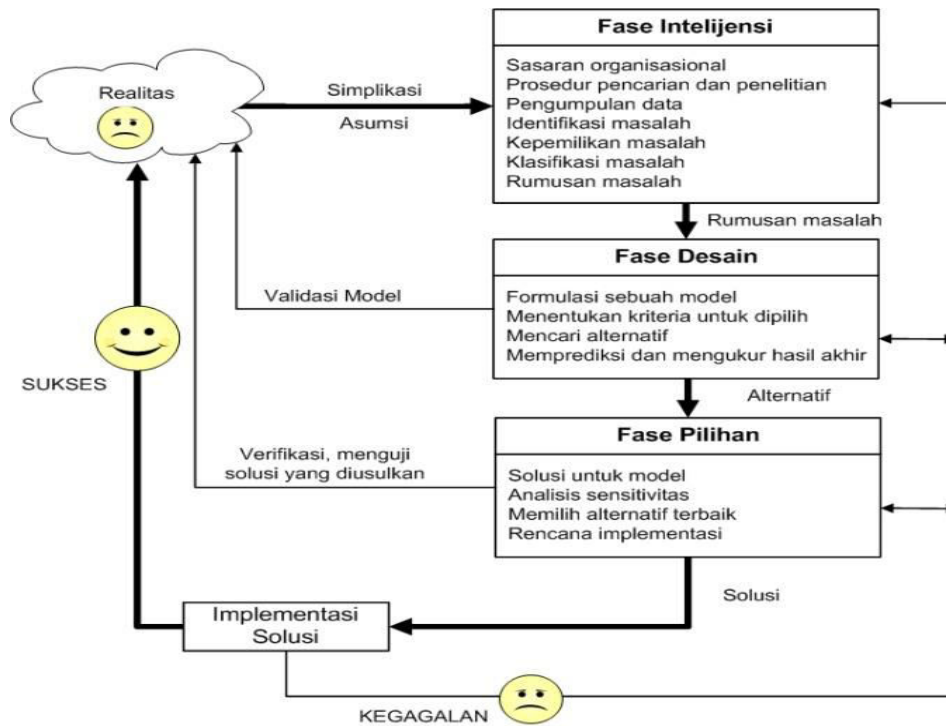 Realitas
Simplikasi
Asumsi
Fase Intelijensi
Sasaran organisasional
Prosedur pencarian dan penelitian
Pengumpulan data
Identifikasi masalah
Kepemilikan masalah
Klasifikasi masalah
Rumusan masalah
Rumusan masalah
Fase Desain
Formulasi sebuah model
Menentukan kriteria untuk dipilih
Mencari alternatif
Memprediksi dan mengukur hasil akhir
Validasi Model
SUKSES
Alternatif
Fase Pilihan
Solusi untuk model
Analisis sensitivitas
Memilih alternatif terbaik
Rencana implementasi
Verifikasi, menguji
solusi yang diusulkan
Solusi
Implementasi
Solusi
KEGAGALAN